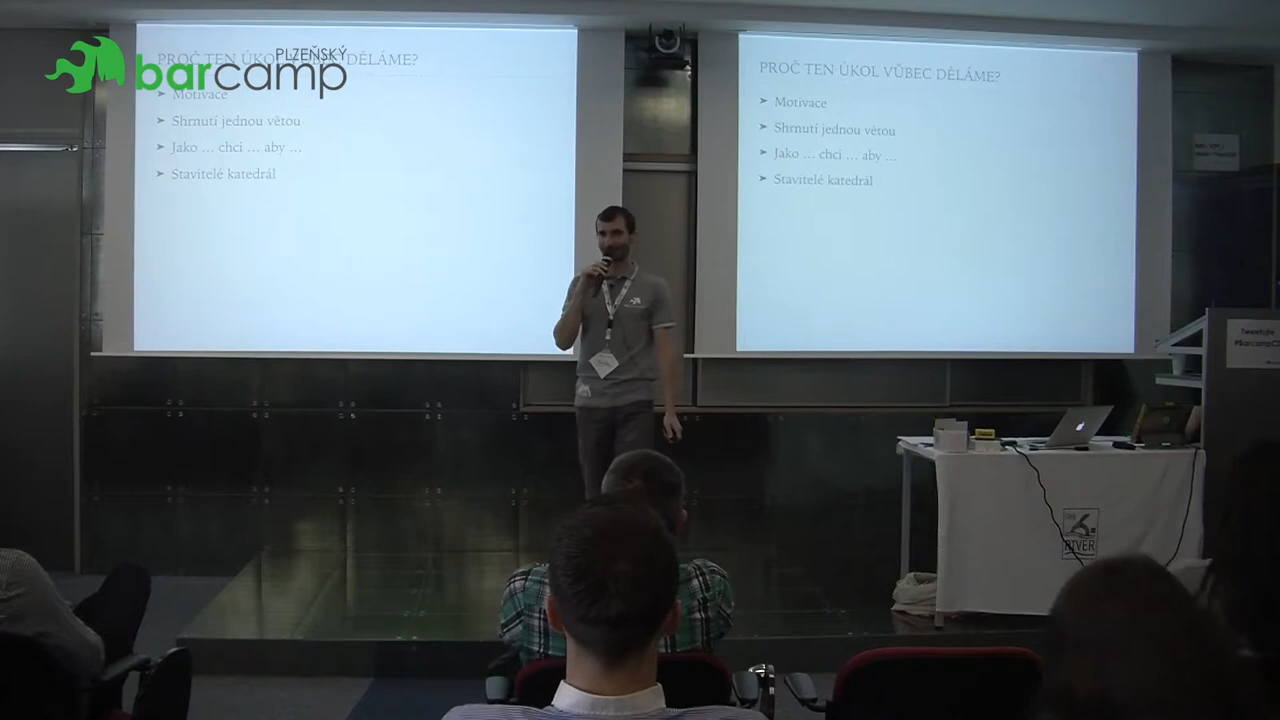 PLZEŇSKÝ
barcamp
PROČ TEN ÚKOL VŮBEC DĚLÁME?
Motivace
Shrnutí jednou větou
Jako ... chci ... aby ...
Stavitelé katedrál
PROČ TEN ÚKOL VŮBEC DĚLÁME?
➤ Motivace
➤ Shrnutí jednou větou
➤ Jako ... chci ... aby ...
➤ Stavitelé katedrál
Tweetujte
RIVER